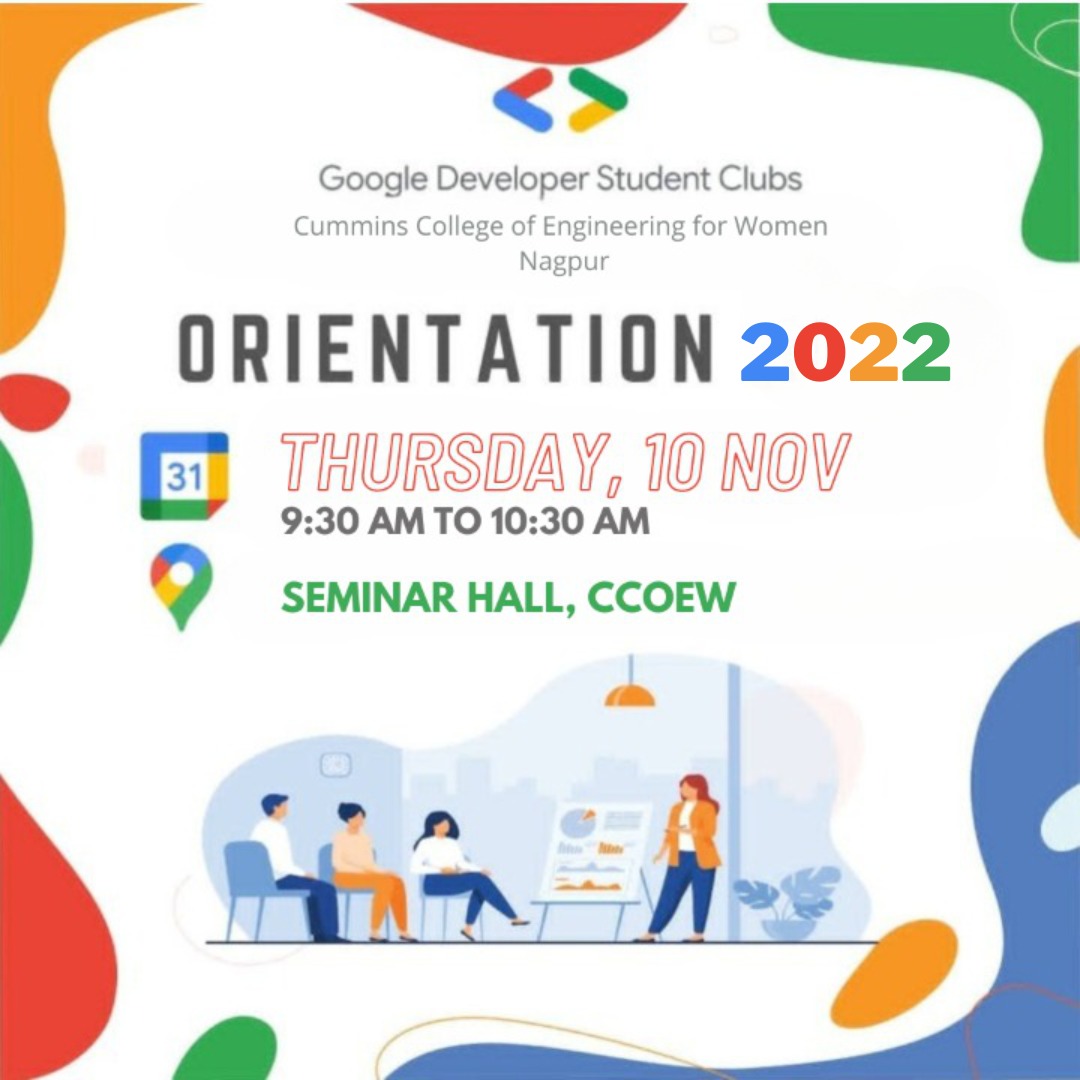 Google Developer Student Clubs
Cummins College of Engineering for Women
Nagpur
ORIENTATION 2022
31
THURSDAY, 10 NOV
9:30 AM TO 10:30 AM
SEMINAR HALL, CCOEW